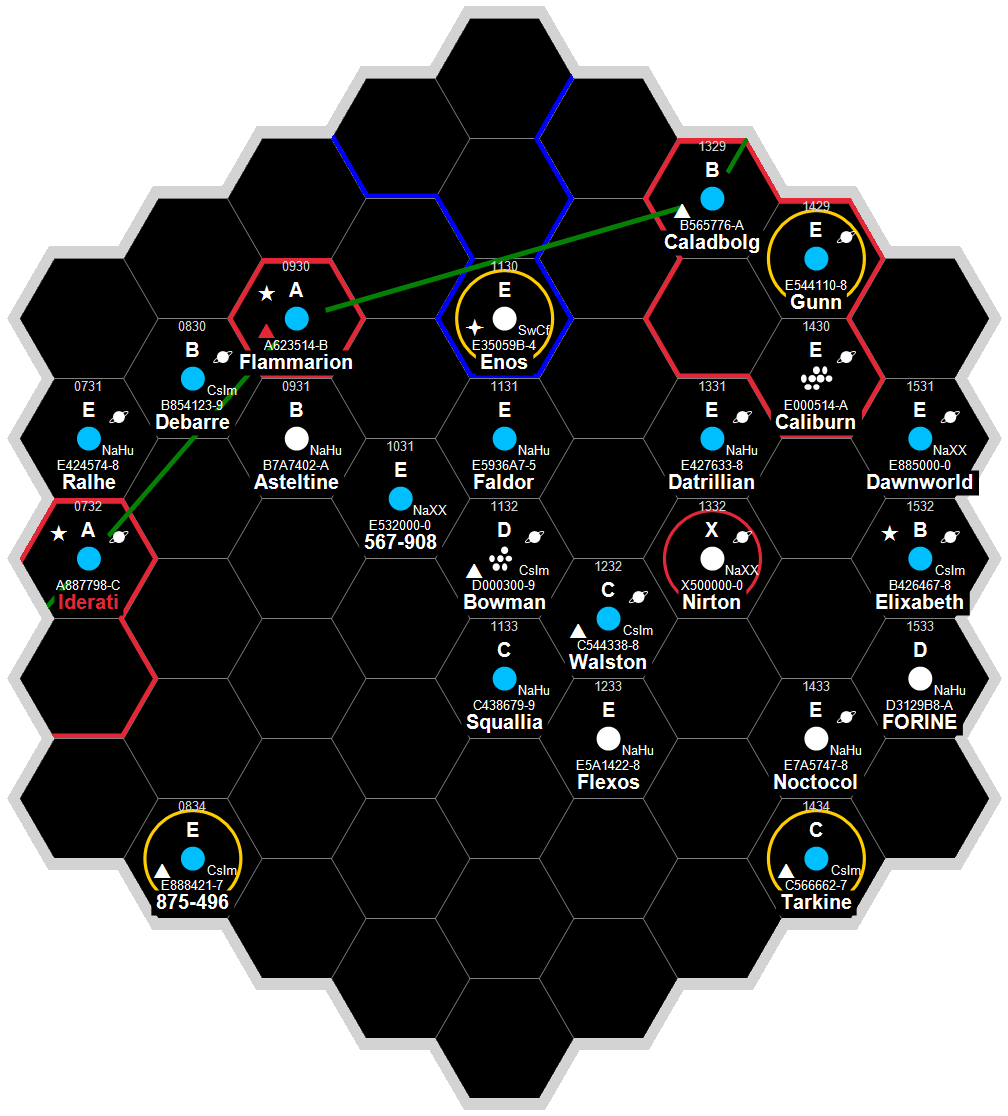 1329
B
B565776-A
Caladbolg
1429
E
E544110-8
Gunn
0930
A
A623514-B
Flammarion
1130
E
SwCf
E35059B-4
Enos
0830
B
CsIm
B854123-9
Debarre
1430
E
E000514-A
Caliburn
0731
E
NaHu
E424574-8
Ralhe
0931
B
NaHu
B7A7402-A
Asteltine
1131
E
NaHu
E5936A7-5
Faldor
1331
E
NaHu
E427633-8
Datrillian
1531
E
NaXX
E885000-0
Dawnworld
1031
E
NaXX
E532000-0
567-908
0732
A
A887798-C
Iderati
1132
D
CsIm
D000300-9
Bowman
1332
X
NaXX
X500000-0
Nirton
1532
B
CsIm
B426467-8
Elixabeth
1232
C
CsIm
C544338-8
Walston
1133
C
NaHu
C438679-9
Squallia
1533
D
NaHu
D3129B8-A
FORINE
1233
E
NaHu
E5A1422-8
Flexos
1433
E
NaHu
E7A5747-8
Noctocol
0834
E
CsIm
E888421-7
875-496
1434
C
CsIm
C566662-7
Tarkine